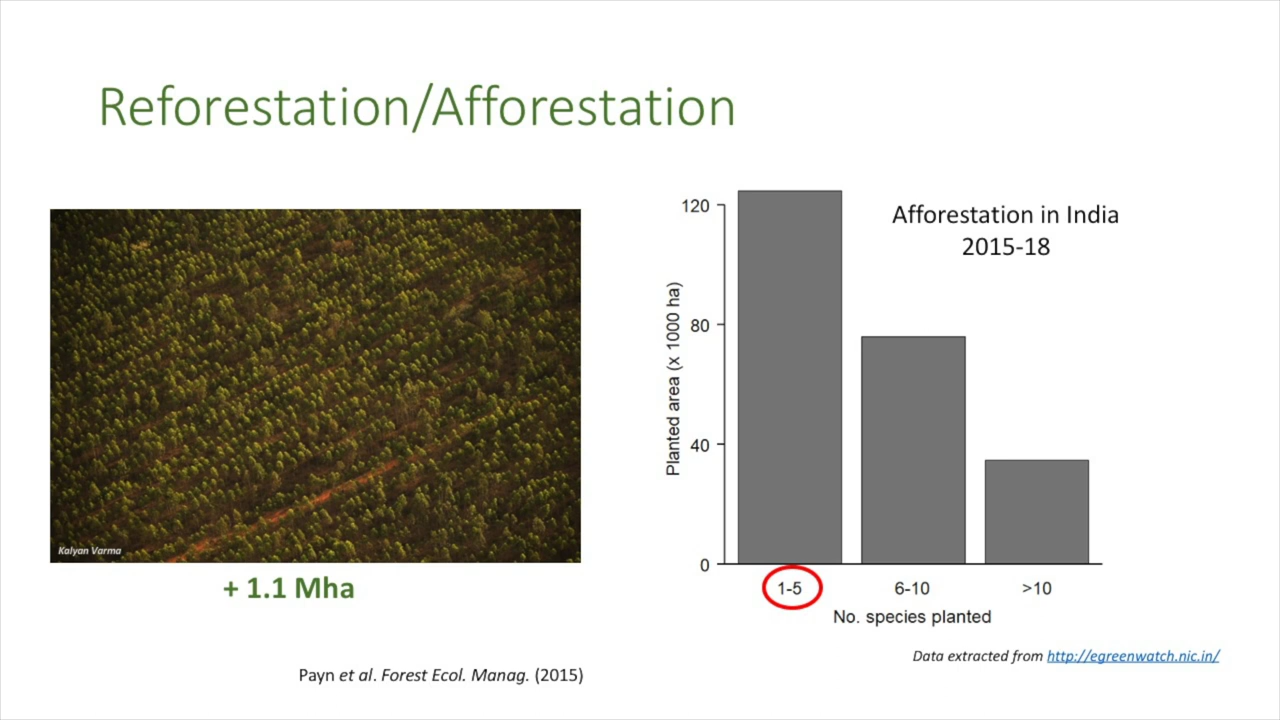 Reforestation/Afforestation
Kalyan Varma
+ 1.1 Mha
Payn et al. Forest Ecol. Manag. (2015)
Afforestation in India
2015-18
Planted area (x 1000 ha)
120
80
40
0
1-5 6-10 >10
No. species planted
Data extracted from http://egreenwatch.nic.in/